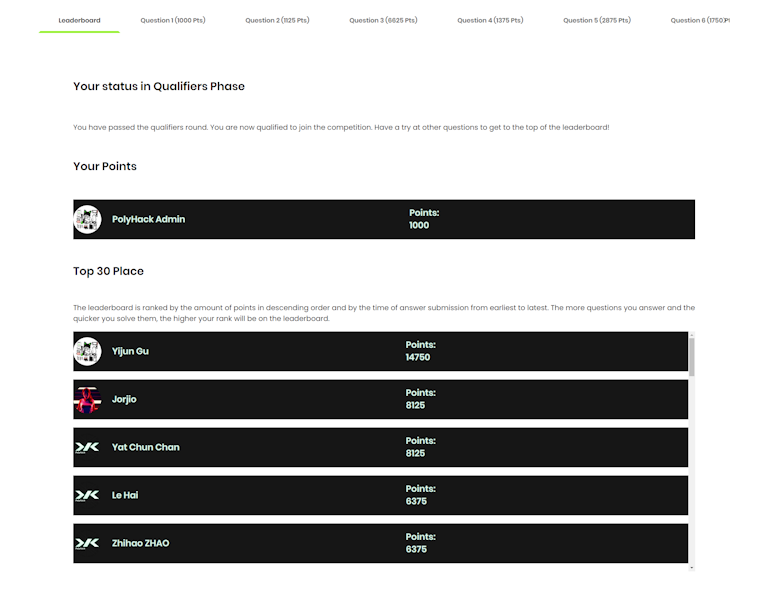 Leaderboard
Question 1 (1000 Pts)
Question 2 (1125 Pts)
Question 3 (6625 Pts)
Question 4 (1375 Pts)
Question 5 (2875 Pts)
Question 6 (1750
Your status in Qualifiers Phase
You have passed the qualifiers round. You are now qualified to join the competition. Have a try at other questions to get to the top of the leaderboard!
Your Points
PolyHack Admin
Points:
1000
Top 30 Place
The leaderboard is ranked by the amount of points in descending order and by the time of answer submission from earliest to latest. The more questions you answer and the
quicker you solve them, the higher your rank will be on the leaderboard.
Yijun Gu
Points:
14750
Jorjio
Points:
8125
Yat Chun Chan
Points:
8125
Le Hai
Points:
6375
Zhihao ZHAO
Points:
6375